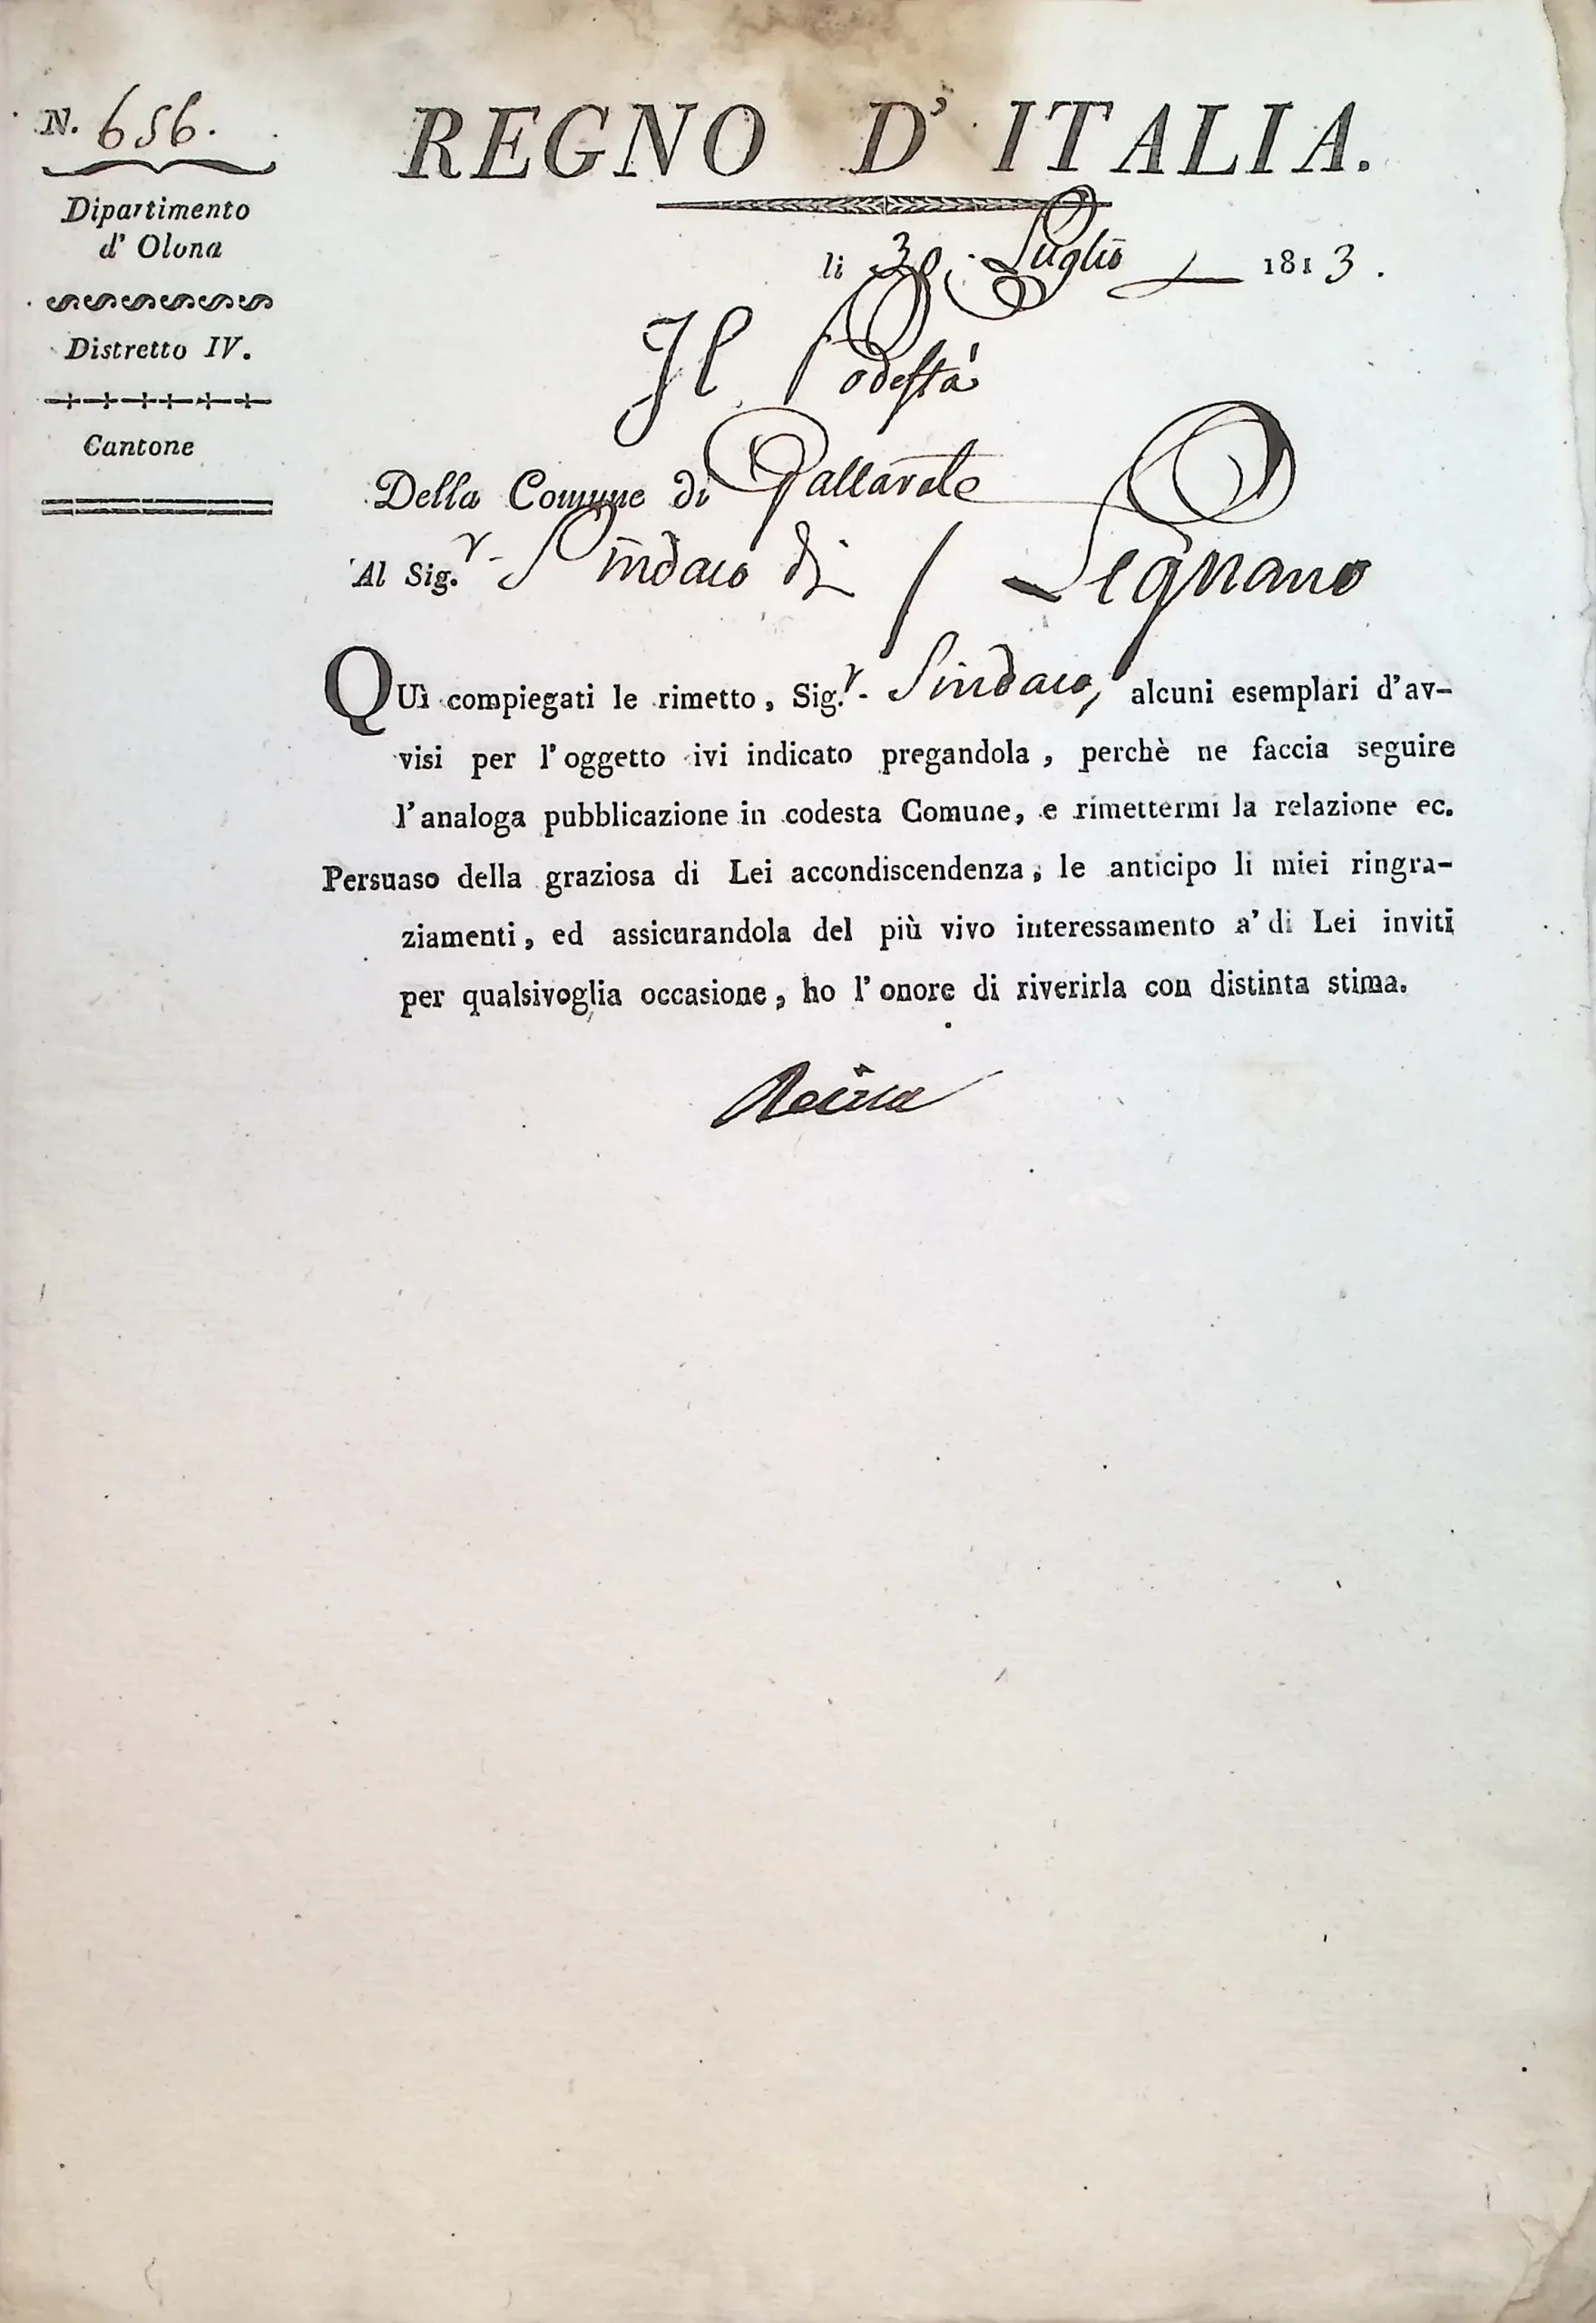 N. 656.
Dipartimento
d' Olona
Distretto IV.
Cantone
REGNO D' ITALIA.
li 30. Luglio 1813.
Il Podestà
Della Comune di Gallarate
Al Sig.r Sindaco di Legnano
QUì compiegati le rimetto, Sig.r Sindaco, alcuni esemplari d'av-
visi per l'oggetto ivi indicato pregandola, perchè ne faccia seguire
l'analoga pubblicazione in codesta Comune, e rimettermi la relazione ec.
Persuaso della graziosa di Lei accondiscendenza, le anticipo li miei ringra-
ziamenti, ed assicurandola del più vivo interessamento a' di Lei inviti
per qualsivoglia occasione, ho l'onore di riverirla con distinta stima.